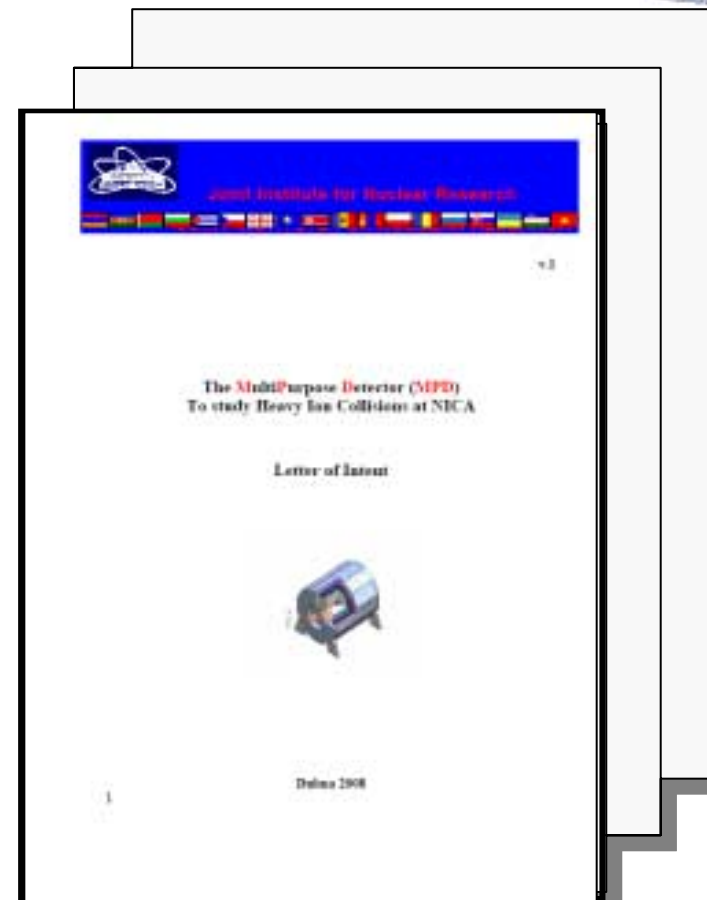 Joint Institute for Nuclear Research
v.1
The MultiPurpose Detector (MPD)
To study Heavy Ion Collisions at NICA
Letter of Intent
Dubna 2008
1